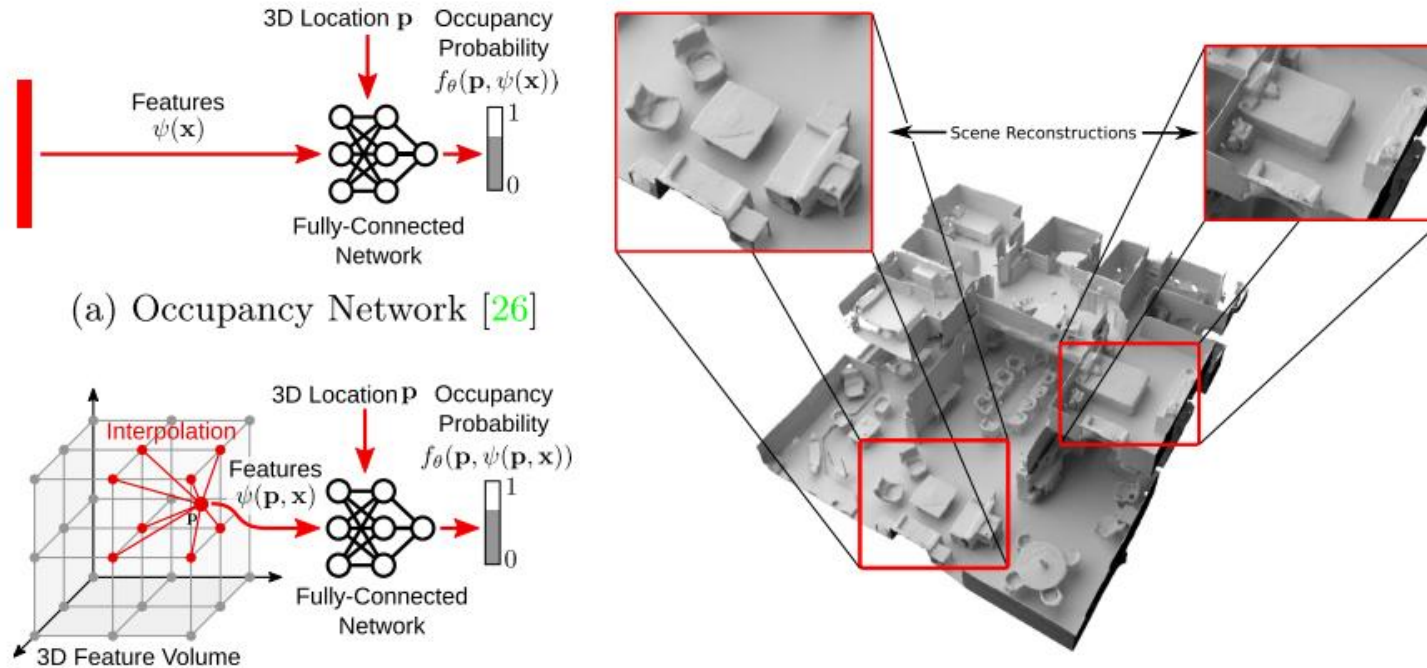 3D Location p
Occupancy
Probability
f_θ(p, ψ(x))
1
0
Features
ψ(x)
Fully-Connected
Network
(a) Occupancy Network [26]
3D Location p
Occupancy
Probability
f_θ(p, ψ(p, x))
1
0
Interpolation
Features
ψ(p, x)
p
Fully-Connected
Network
3D Feature Volume
Scene Reconstructions